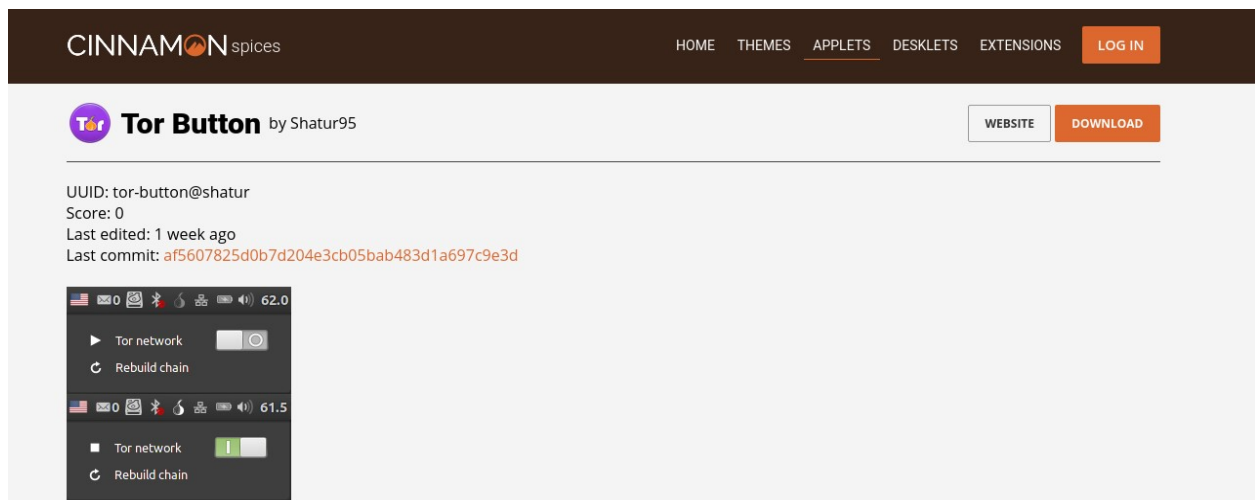 CINNAMON spices
HOME THEMES APPLETS DESKLETS EXTENSIONS LOG IN
Tor Tor Button by Shatur95
WEBSITE DOWNLOAD
UUID: tor-button@shatur
Score: 0
Last edited: 1 week ago
Last commit: af5607825d0b7d204e3cb05bab483d1a697c9e3d
0 62.0
Tor network
Rebuild chain
0 61.5
Tor network
Rebuild chain